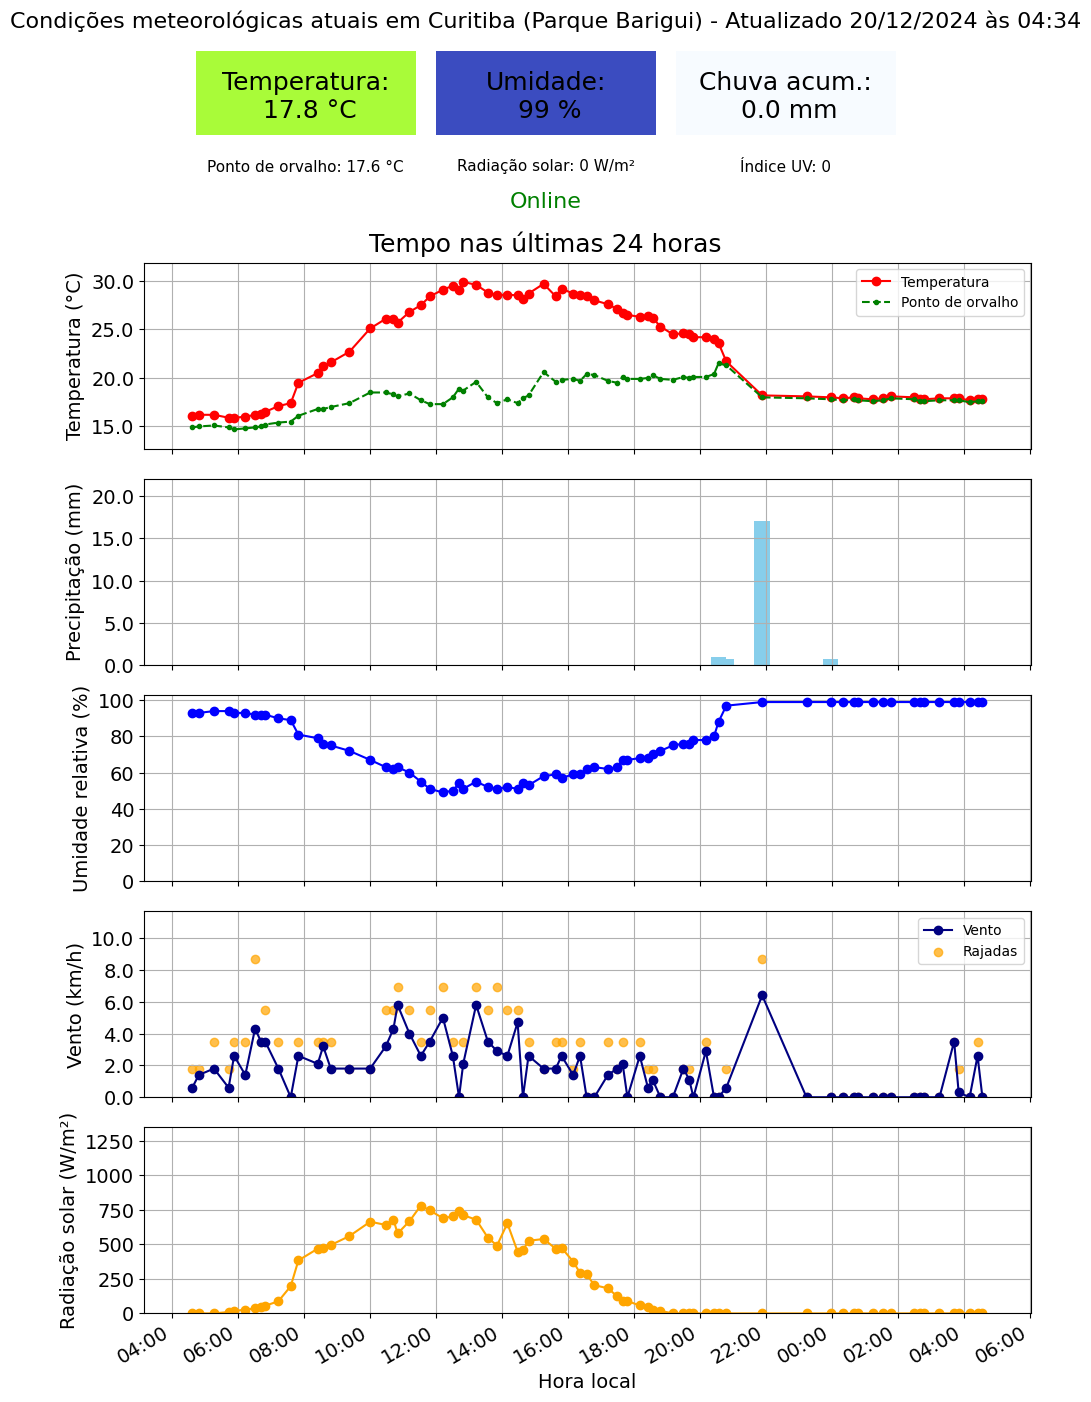 Condições meteorológicas atuais em Curitiba (Parque Barigui) - Atualizado 20/12/2024 às 04:34
Temperatura:
17.8 °C
Umidade:
99 %
Chuva acum.:
0.0 mm
Ponto de orvalho: 17.6 °C
Radiação solar: 0 W/m²
Índice UV: 0
Online
Tempo nas últimas 24 horas
Temperatura (°C)
30.0
25.0
20.0
15.0
Temperatura
Ponto de orvalho
Precipitação (mm)
20.0
15.0
10.0
5.0
0.0
Umidade relativa (%)
100
80
60
40
20
0
Vento (km/h)
10.0
8.0
6.0
4.0
2.0
0.0
Vento
Rajadas
Radiação solar (W/m²)
1250
1000
750
500
250
0
04:00
06:00
08:00
10:00
12:00
14:00
16:00
18:00
20:00
22:00
00:00
02:00
04:00
06:00
Hora local